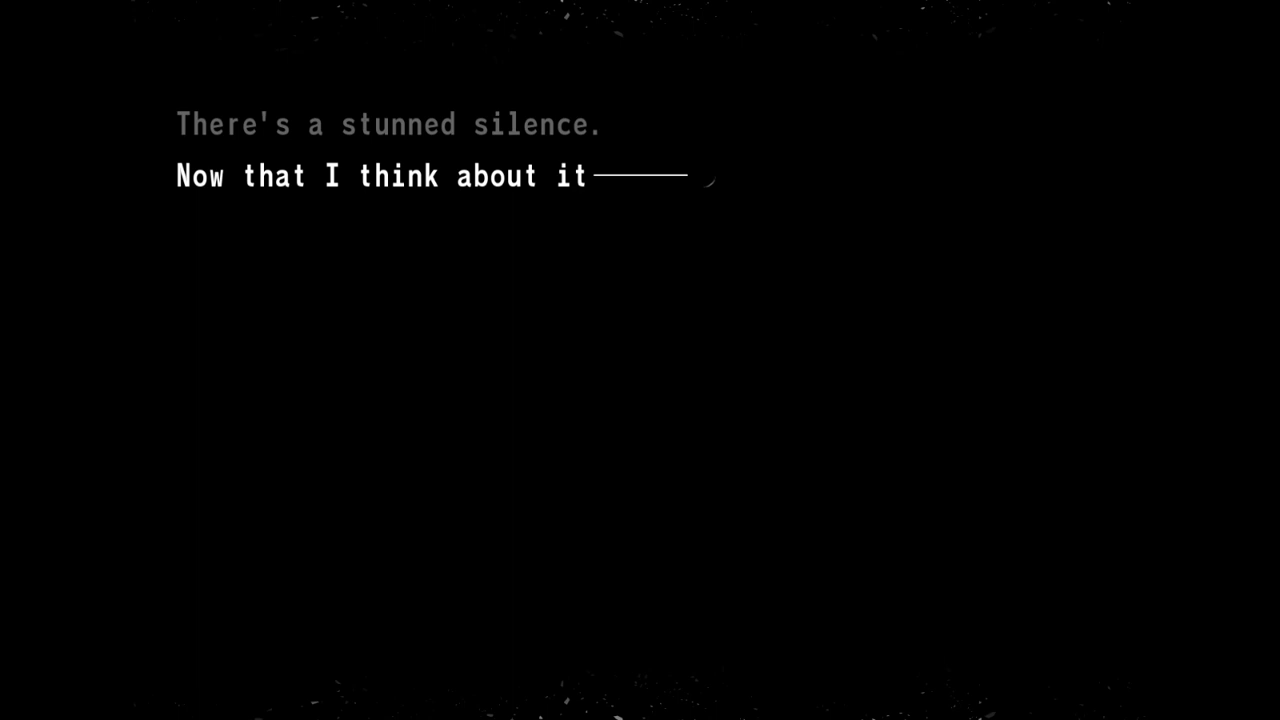 There's a stunned silence.
Now that I think about it———